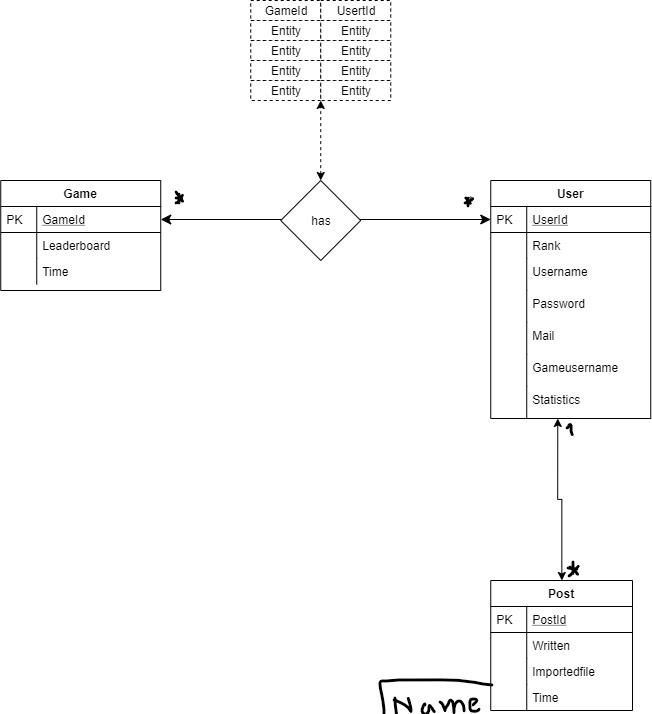 GameId UsertId
Entity Entity
Entity Entity
Entity Entity
Entity Entity
Game
*
PK GameId
Leaderboard
Time
has
*
User
PK UserId
Rank
Username
Password
Mail
Gameusername
Statistics
1
*
Post
PK PostId
Written
Importedfile
Time
Name